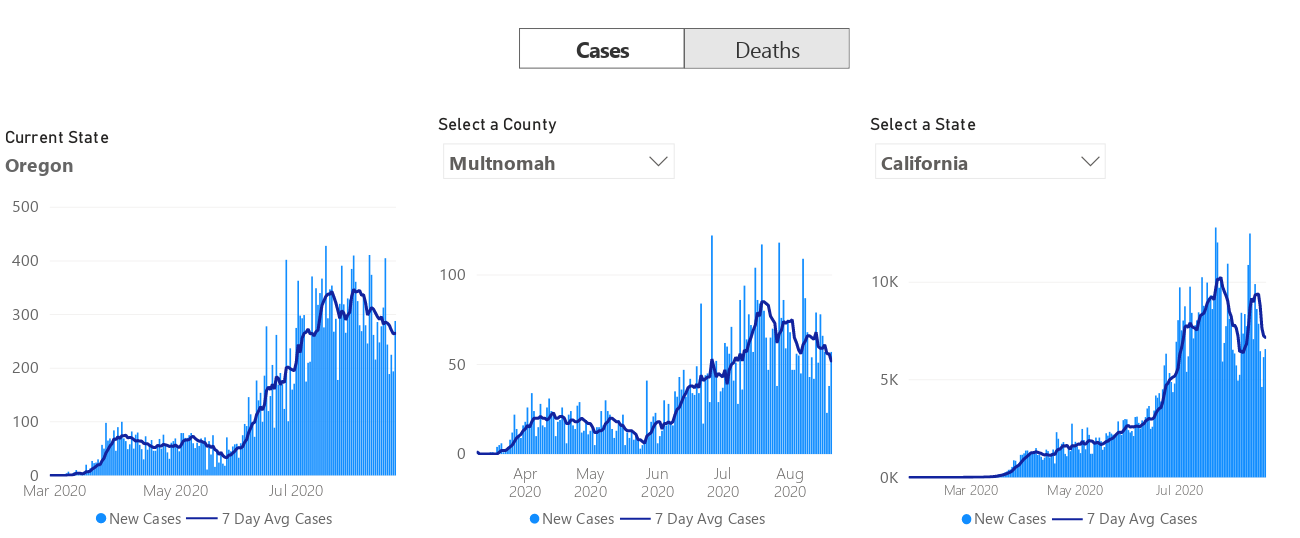 Cases Deaths
Current State
Oregon
Select a County
Multnomah
Select a State
California
500
400
300
200
100
0
Mar 2020 May 2020 Jul 2020
New Cases 7 Day Avg Cases
100
50
0
Apr 2020 May 2020 Jun 2020 Jul 2020 Aug 2020
New Cases 7 Day Avg Cases
10K
5K
0K
Mar 2020 May 2020 Jul 2020
New Cases 7 Day Avg Cases